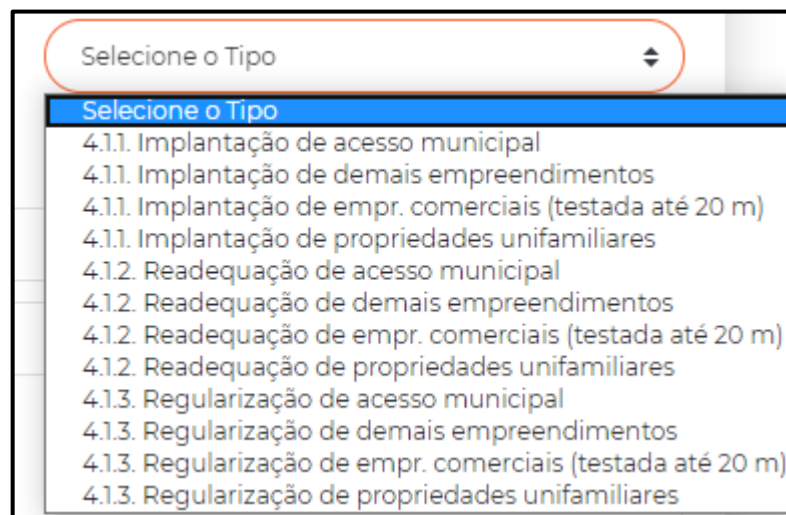 Selecione o Tipo
Selecione o Tipo
4.1.1. Implantação de acesso municipal
4.1.1. Implantação de demais empreendimentos
4.1.1. Implantação de empr. comerciais (testada até 20 m)
4.1.1. Implantação de propriedades unifamiliares
4.1.2. Readequação de acesso municipal
4.1.2. Readequação de demais empreendimentos
4.1.2. Readequação de empr. comerciais (testada até 20 m)
4.1.2. Readequação de propriedades unifamiliares
4.1.3. Regularização de acesso municipal
4.1.3. Regularização de demais empreendimentos
4.1.3. Regularização de empr. comerciais (testada até 20 m)
4.1.3. Regularização de propriedades unifamiliares